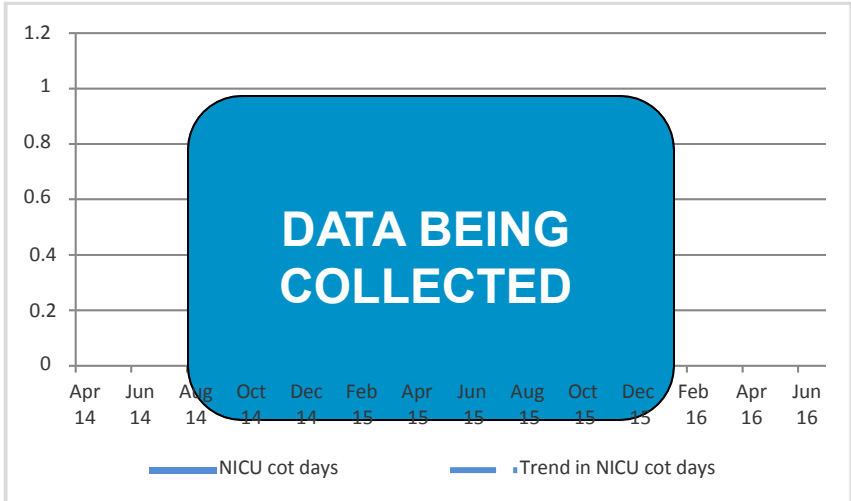 1.2
1
0.8
0.6
0.4
0.2
0
DATA BEING
COLLECTED
Apr Jun Aug Oct Dec Feb Apr Jun Aug Oct Dec Feb Apr Jun
14 14 14 14 14 15 15 15 15 15 15 16 16 16
NICU cot days Trend in NICU cot days